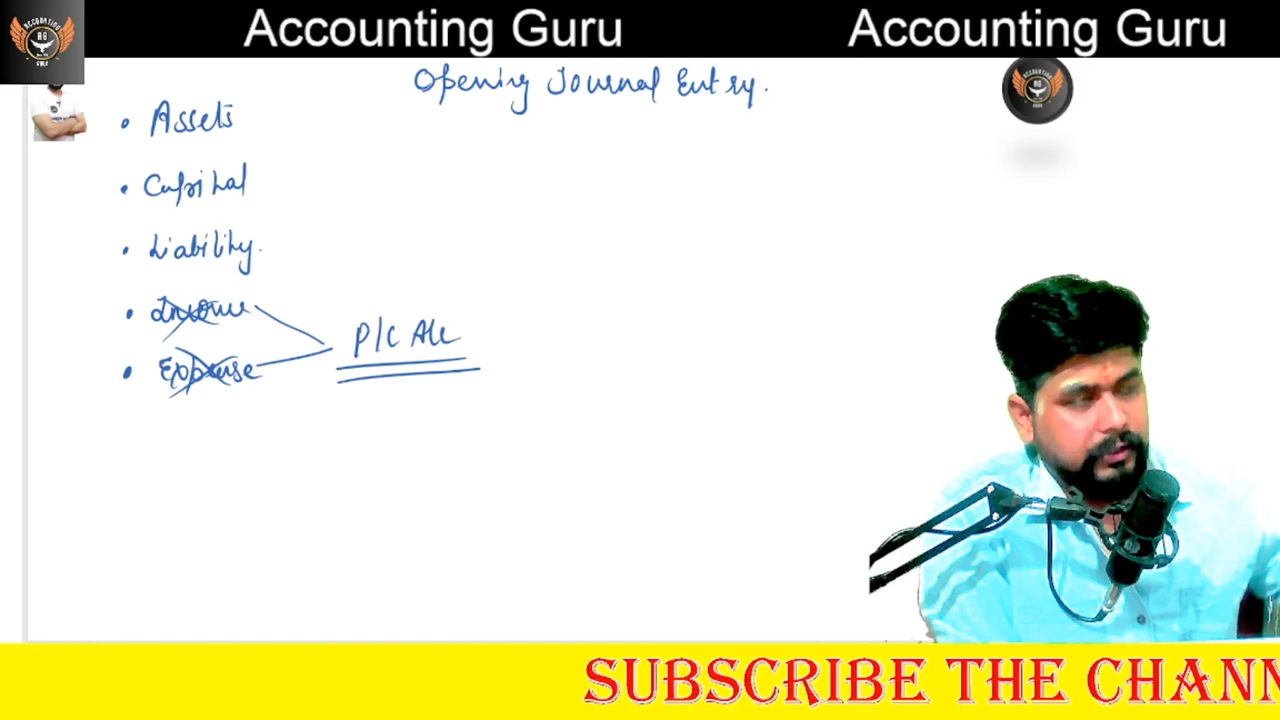 Accounting Guru
Accounting Guru
Opening Journal Entry.
• Assets
• Capital
• Liability.
• Income
• Expense
P/L A/c
SUBSCRIBE THE CHANN